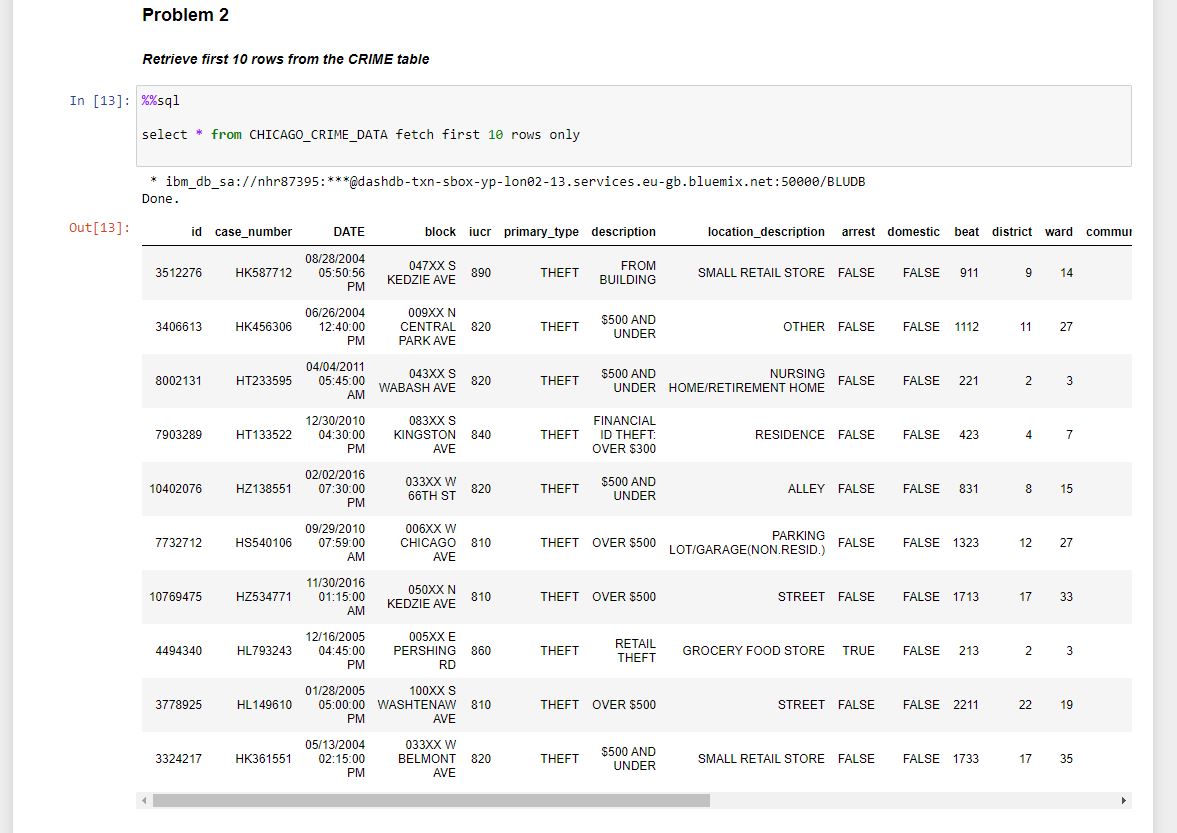 Problem 2
Retrieve first 10 rows from the CRIME table
In [13]: %%sql
select * from CHICAGO_CRIME_DATA fetch first 10 rows only
* ibm_db_sa://nhr87395:***@dashdb-txn-sbox-yp-lon02-13.services.eu-gb.bluemix.net:50000/BLUDB
Done.
Out[13]:
id case_number DATE block iucr primary_type description location_description arrest domestic beat district ward commur
3512276 HK587712 08/28/2004 05:50:56 PM 047XX S KEDZIE AVE 890 THEFT FROM BUILDING SMALL RETAIL STORE FALSE FALSE 911 9 14
3406613 HK456306 06/26/2004 12:40:00 PM 009XX N CENTRAL PARK AVE 820 THEFT $500 AND UNDER OTHER FALSE FALSE 1112 11 27
8002131 HT233595 04/04/2011 05:45:00 AM 043XX S WABASH AVE 820 THEFT $500 AND UNDER NURSING HOME/RETIREMENT HOME FALSE FALSE 221 2 3
7903289 HT133522 12/30/2010 04:30:00 PM 083XX S KINGSTON AVE 840 THEFT FINANCIAL ID THEFT: OVER $300 RESIDENCE FALSE FALSE 423 4 7
10402076 HZ138551 02/02/2016 07:30:00 PM 033XX W 66TH ST 820 THEFT $500 AND UNDER ALLEY FALSE FALSE 831 8 15
7732712 HS540106 09/29/2010 07:59:00 AM 006XX W CHICAGO AVE 810 THEFT OVER $500 PARKING LOT/GARAGE(NON.RESID.) FALSE FALSE 1323 12 27
10769475 HZ534771 11/30/2016 01:15:00 AM 050XX N KEDZIE AVE 810 THEFT OVER $500 STREET FALSE FALSE 1713 17 33
4494340 HL793243 12/16/2005 04:45:00 PM 005XX E PERSHING RD 860 THEFT RETAIL THEFT GROCERY FOOD STORE TRUE FALSE 213 2 3
3778925 HL149610 01/28/2005 05:00:00 PM 100XX S WASHTENAW AVE 810 THEFT OVER $500 STREET FALSE FALSE 2211 22 19
3324217 HK361551 05/13/2004 02:15:00 PM 033XX W BELMONT AVE 820 THEFT $500 AND UNDER SMALL RETAIL STORE FALSE FALSE 1733 17 35